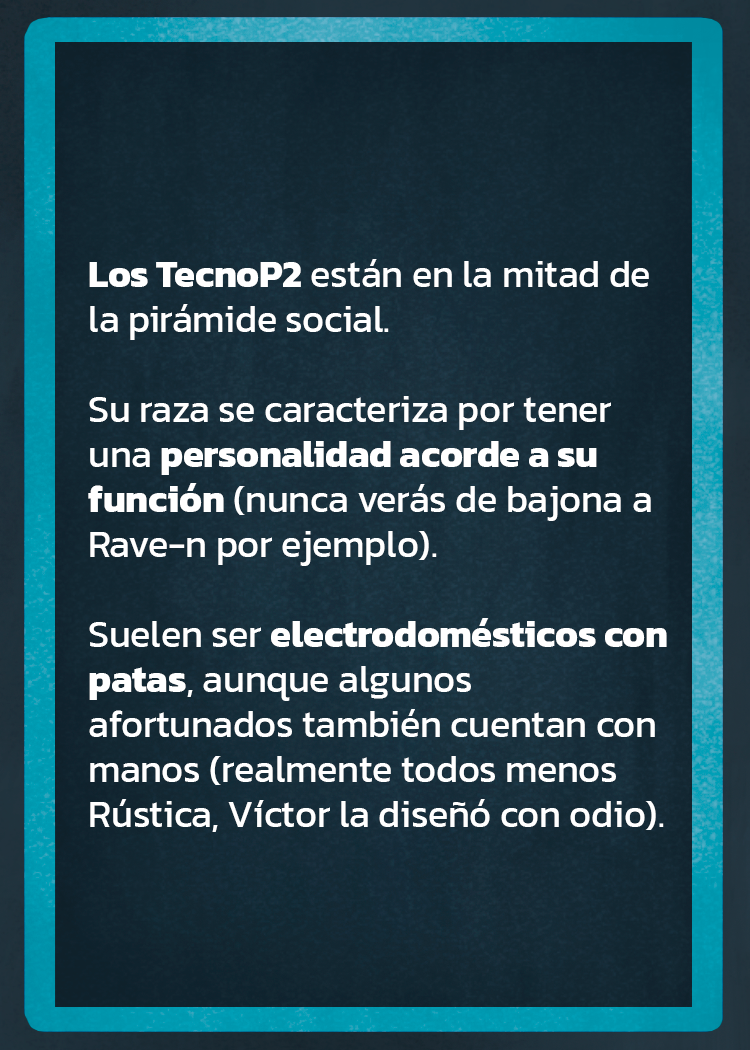 Los TecnoP2 están en la mitad de
la pirámide social.
Su raza se caracteriza por tener
una personalidad acorde a su
función (nunca verás de bajona a
Rave-n por ejemplo).
Suelen ser electrodomésticos con
patas, aunque algunos
afortunados también cuentan con
manos (realmente todos menos
Rústica, Víctor la diseñó con odio).